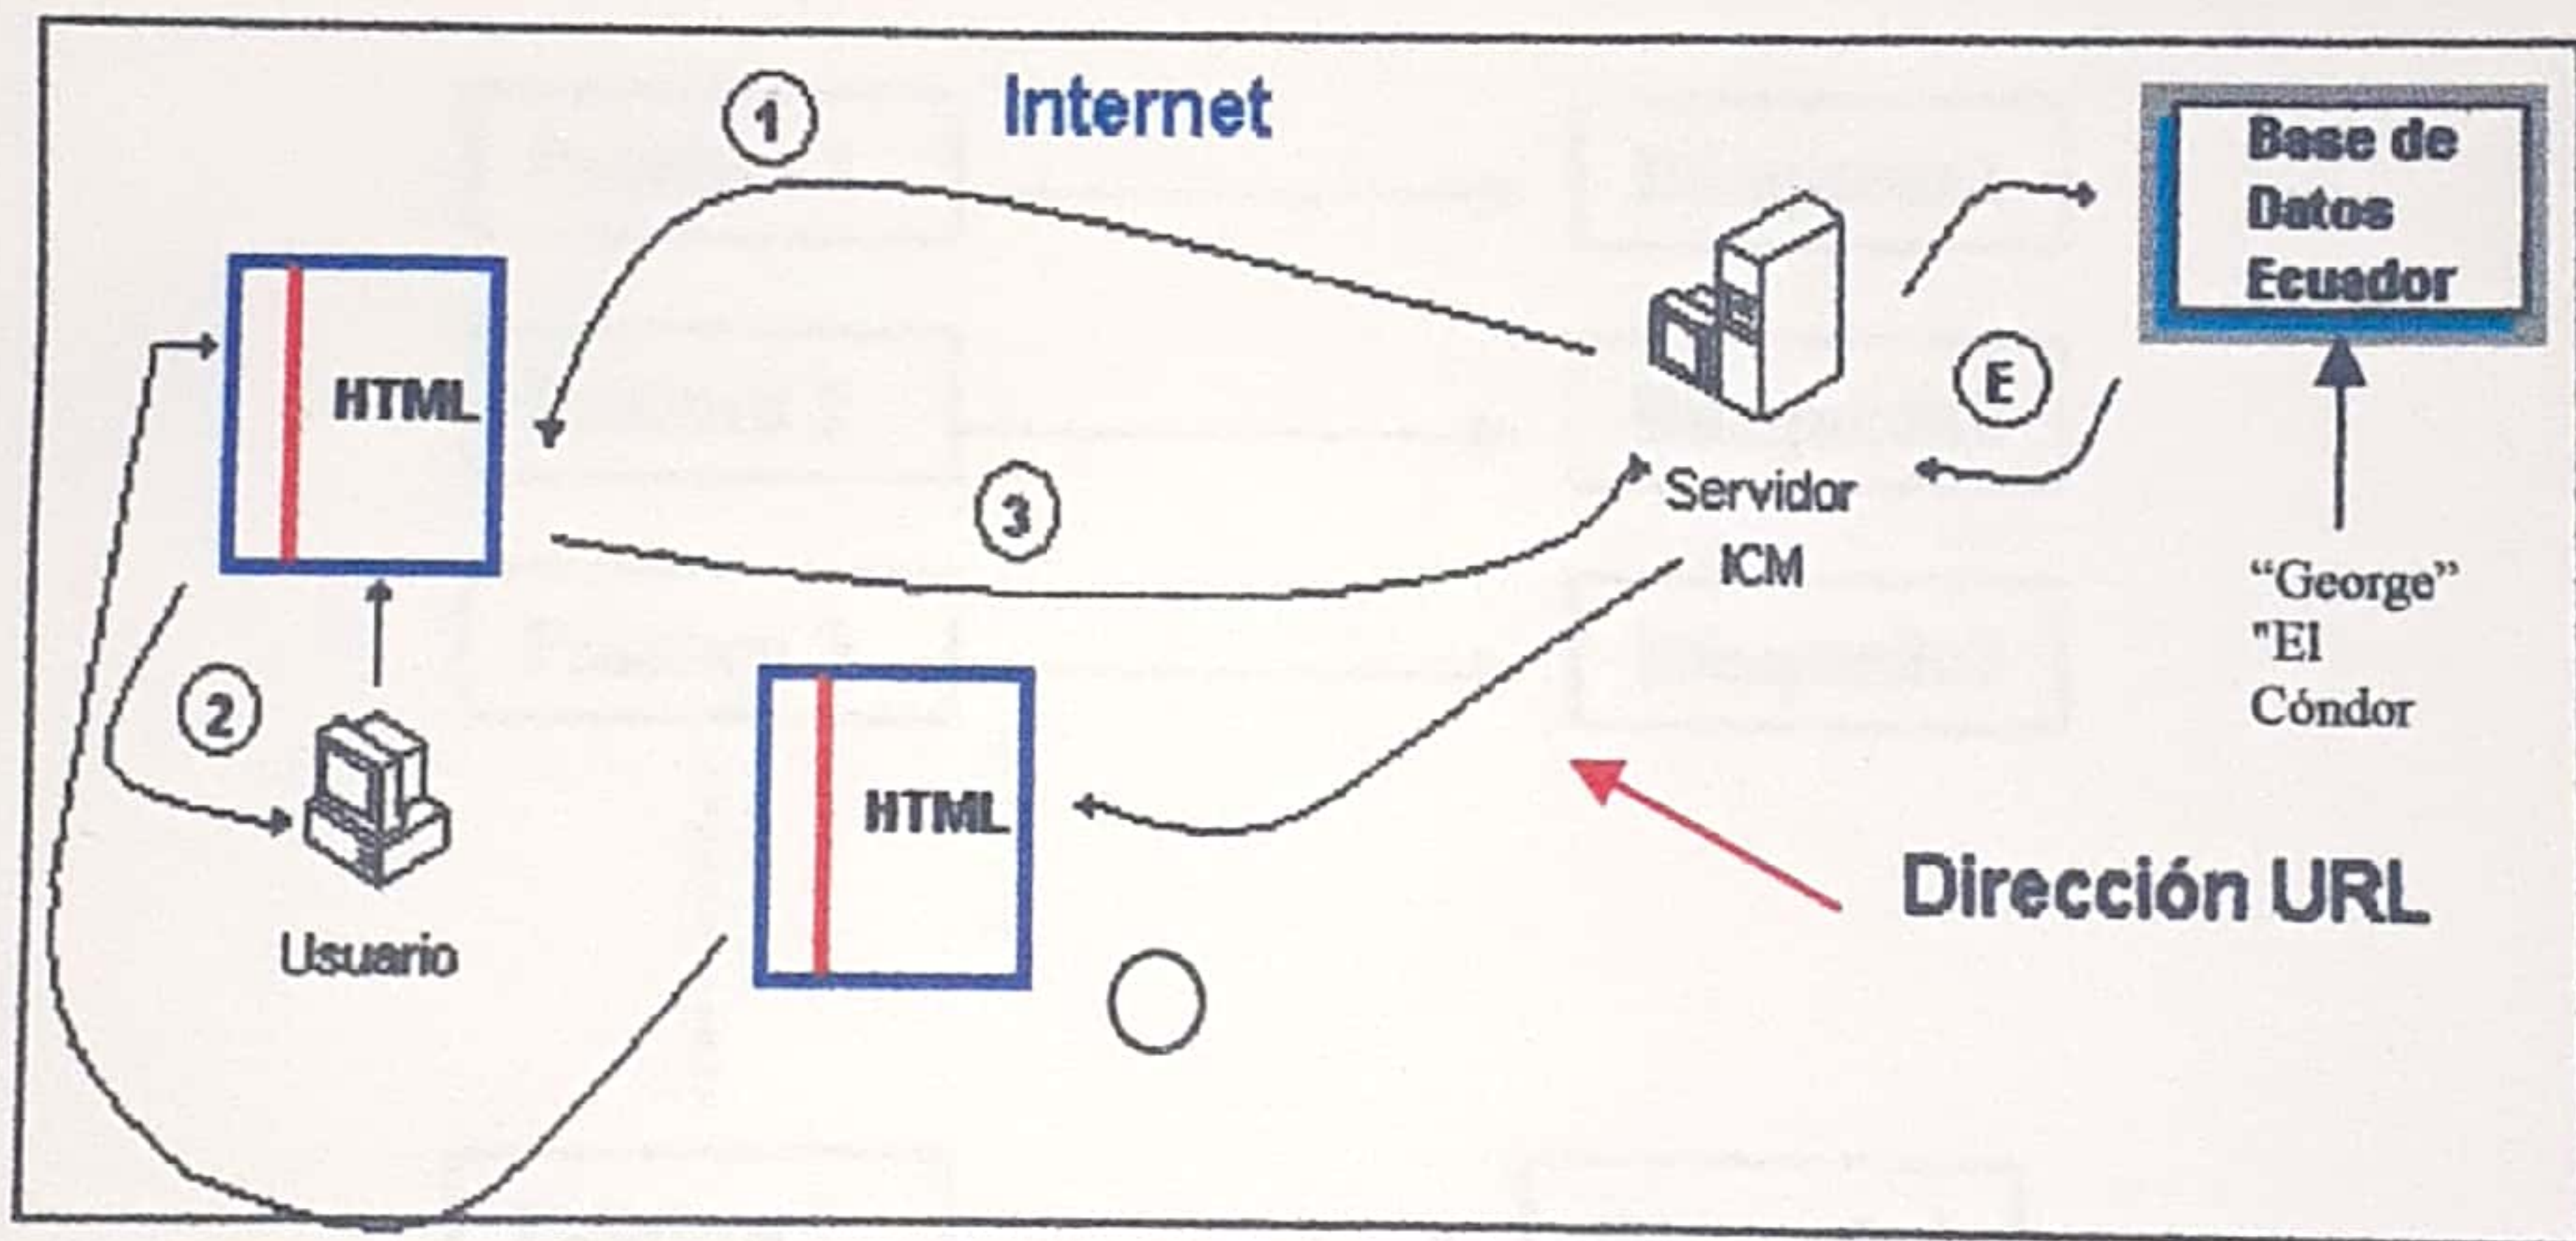 1
Internet
Base de
Datos
Ecuador
HTML
E
3
Servidor
ICM
“George”
"El
Cóndor
2
HTML
Dirección URL
Usuario